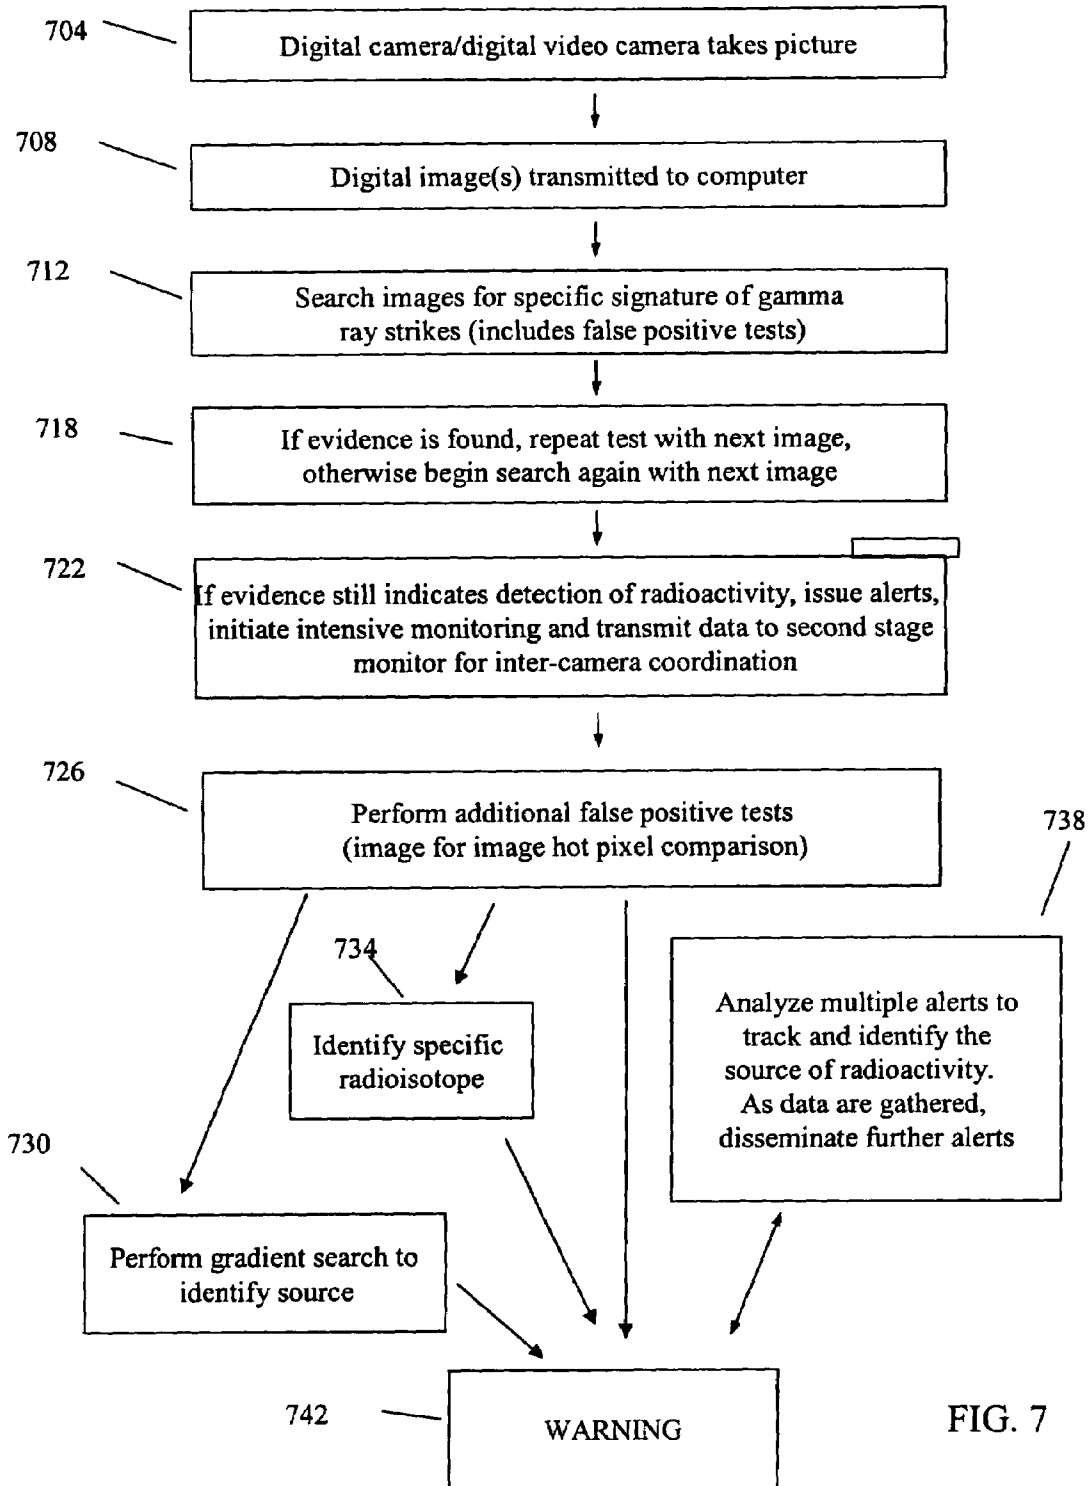 704
Digital camera/digital video camera takes picture
708
Digital image(s) transmitted to computer
712
Search images for specific signature of gamma
ray strikes (includes false positive tests)
718
If evidence is found, repeat test with next image,
otherwise begin search again with next image
722
If evidence still indicates detection of radioactivity, issue alerts,
initiate intensive monitoring and transmit data to second stage
monitor for inter-camera coordination
726
Perform additional false positive tests
(image for image hot pixel comparison)
738
734
Identify specific
radioisotope
Analyze multiple alerts to
track and identify the
source of radioactivity.
As data are gathered,
disseminate further alerts
730
Perform gradient search to
identify source
742
WARNING
FIG. 7